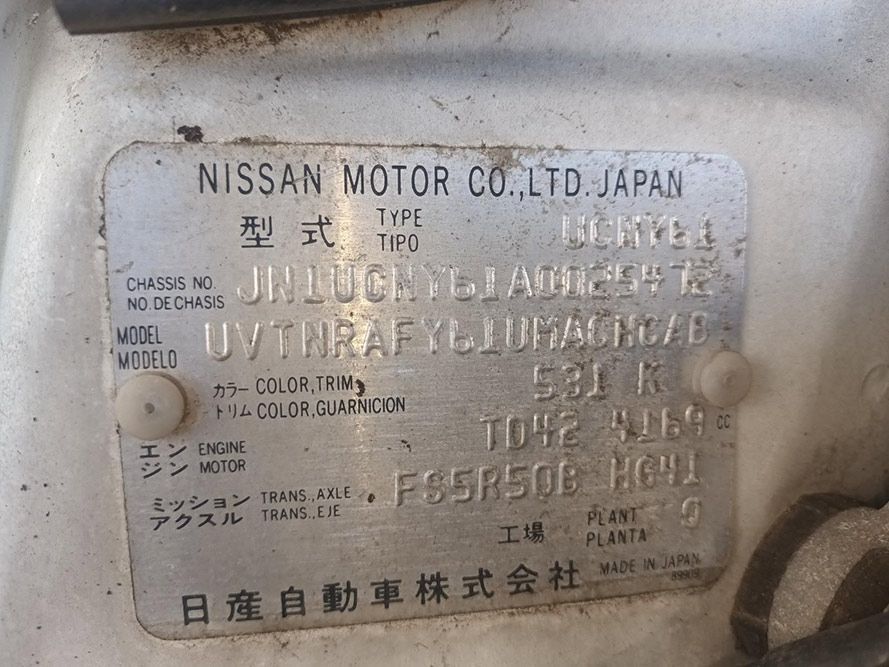 NISSAN MOTOR CO.,LTD. JAPAN
型式 TYPE TIPO UCNY61
CHASSIS NO. NO. DE CHASIS JN1UCNY61A0025472
MODEL MODELO UVTNRAFY61UMACHCAB
カラー COLOR,TRIM 531 K
トリム COLOR,GUARNICION
エンジン ENGINE MOTOR TD42 4169 CC
ミッション TRANS.,AXLE FS5R50B HG41
アクスル TRANS.,EJE
工場 PLANT PLANTA 0
MADE IN JAPAN
日産自動車株式会社